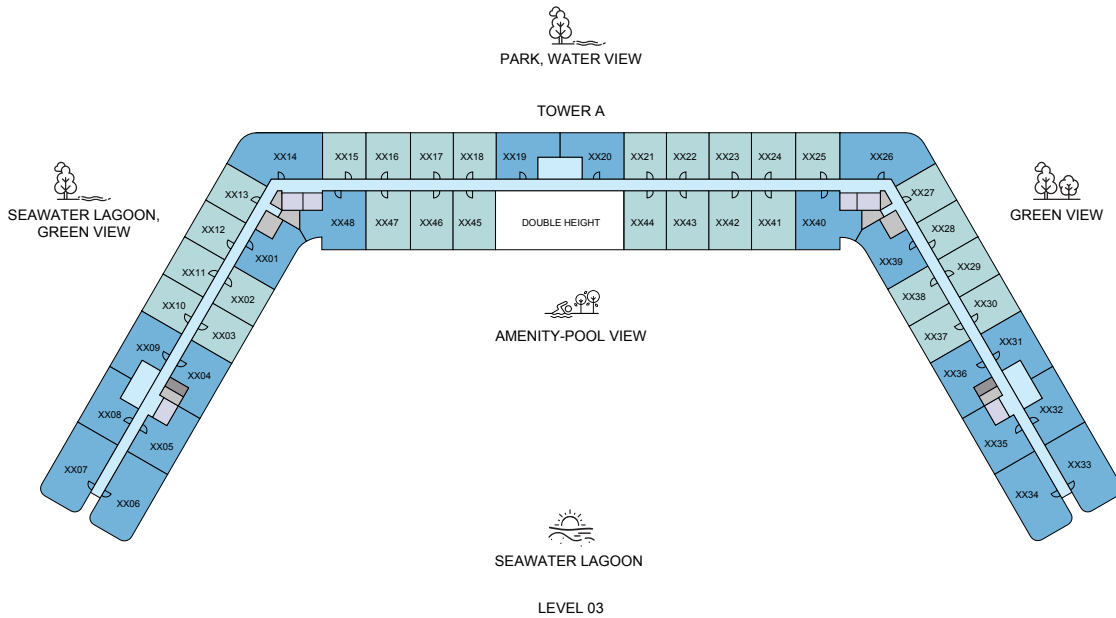 PARK, WATER VIEW
TOWER A
XX14
XX15
XX16
XX17
XX18
XX19
XX20
XX21
XX22
XX23
XX24
XX25
XX26
SEAWATER LAGOON,
GREEN VIEW
XX13
XX12
XX11
XX10
XX09
XX08
XX07
XX48
XX47
XX46
XX45
DOUBLE HEIGHT
XX44
XX43
XX42
XX41
XX40
GREEN VIEW
XX27
XX28
XX29
XX30
XX31
XX32
XX33
XX01
XX02
XX03
XX04
XX05
XX06
XX39
XX38
XX37
XX36
XX35
XX34
AMENITY-POOL VIEW
SEAWATER LAGOON
LEVEL 03